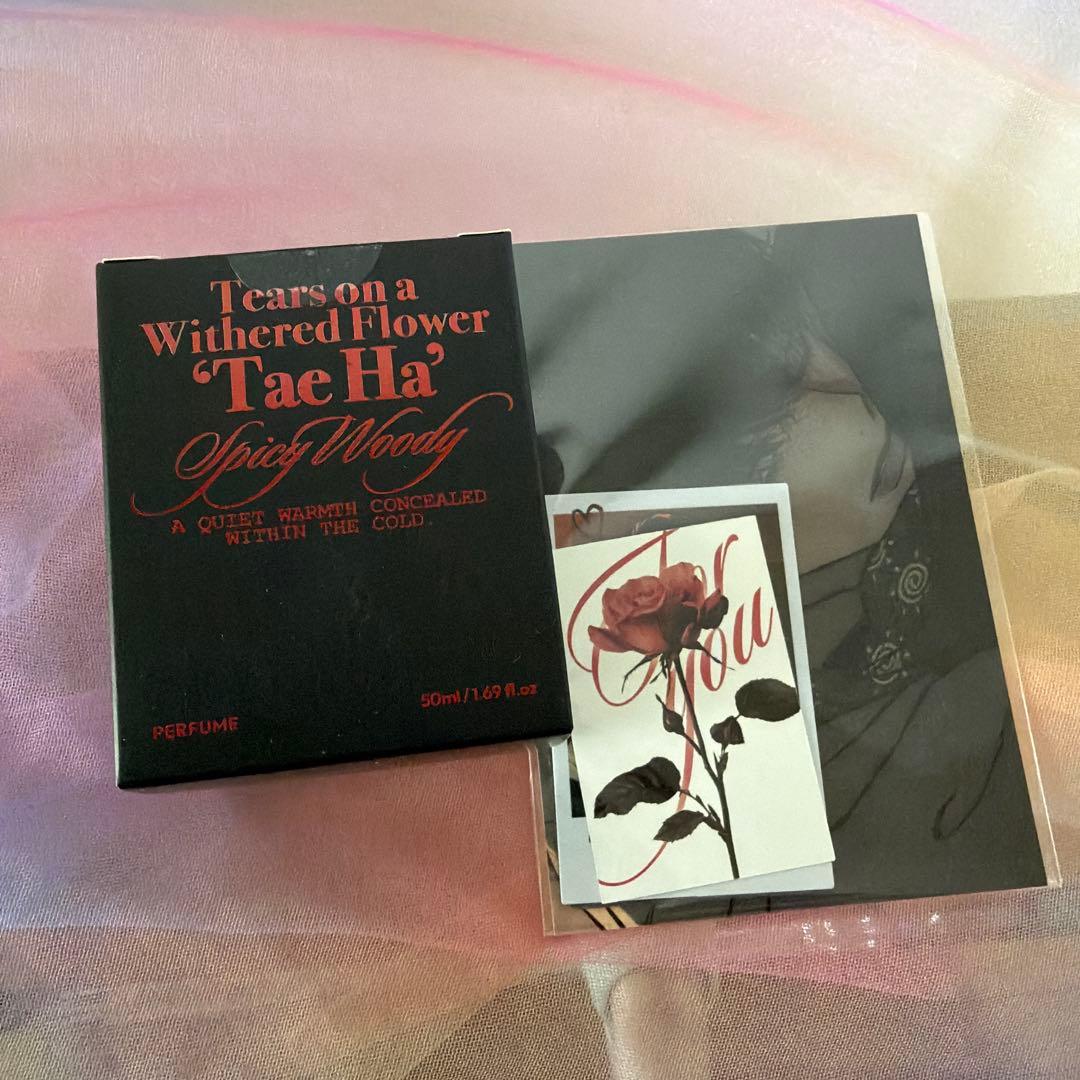 Tears on a
Withered Flower
‘Tae Ha’
Spicy Woody
A QUIET WARMTH CONCEALED
WITHIN THE COLD.
50ml / 1.69 fl.oz
PERFUME
For
you